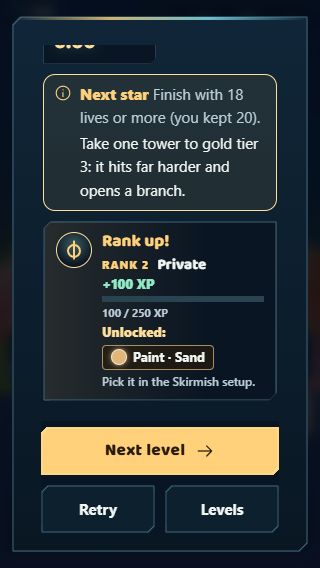 Next star Finish with 18
lives or more (you kept 20).
Take one tower to gold tier
3: it hits far harder and
opens a branch.
Rank up!
RANK 2 Private
+100 XP
100 / 250 XP
Unlocked:
Paint · Sand
Pick it in the Skirmish setup.
Next level →
Retry
Levels